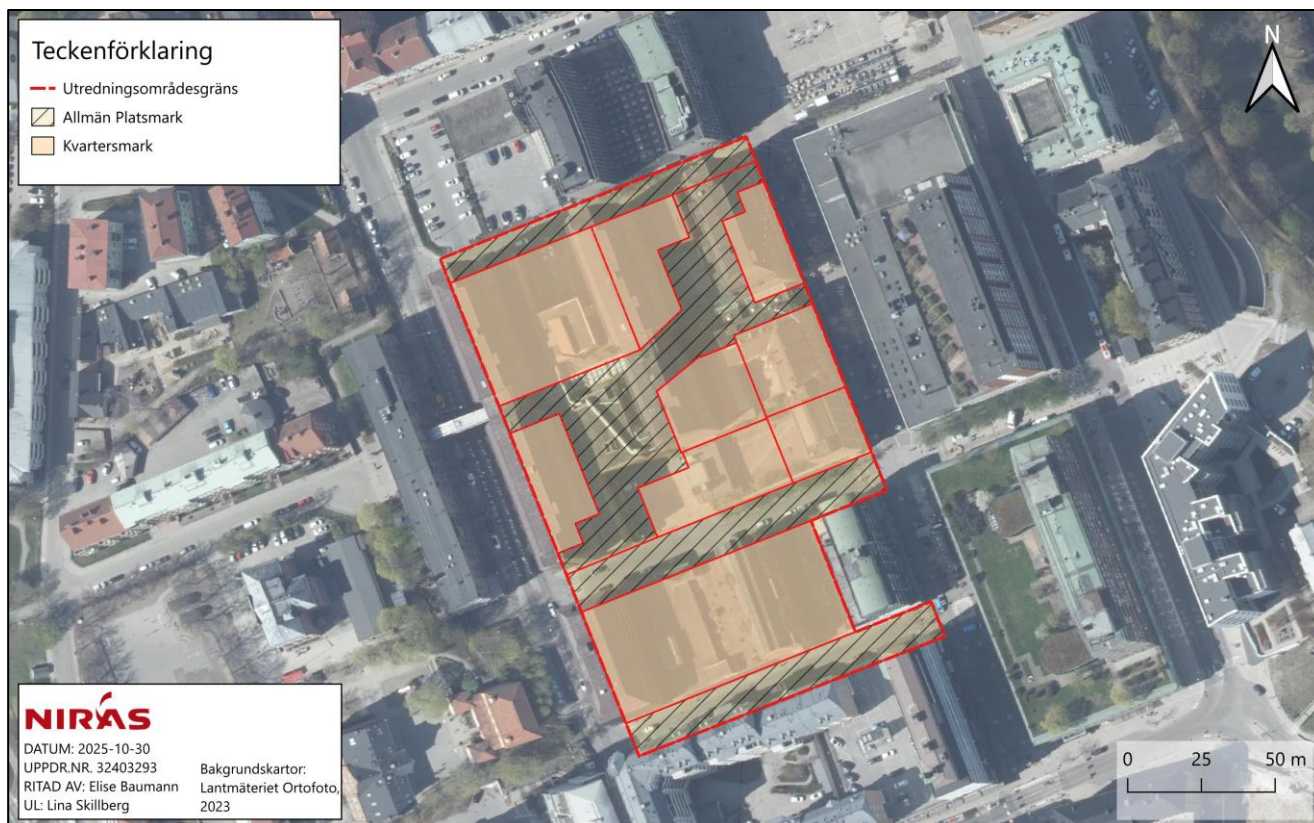 Teckenförklaring
Utredningsområdesgräns
Allmän Platsmark
Kvartersmark
N
NIRAS
DATUM: 2025-10-30
UPPDR.NR. 32403293
RITAD AV: Elise Baumann
UL: Lina Skillberg
Bakgrundskartor:
Lantmäteriet Ortofoto,
2023
0 25 50 m